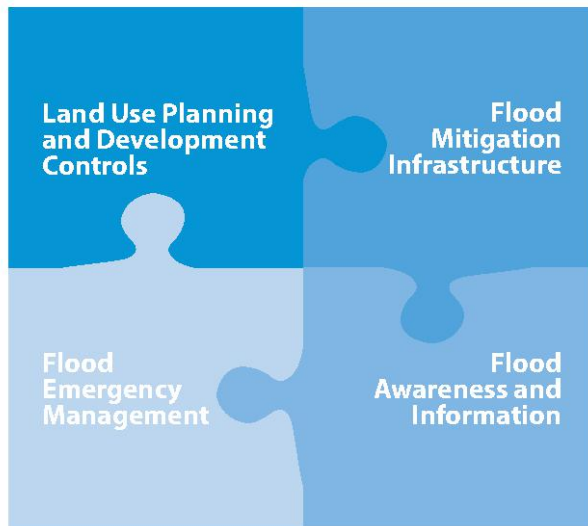 Land Use Planning
and Development
Controls
Flood
Mitigation
Infrastructure
Flood
Emergency
Management
Flood
Awareness and
Information